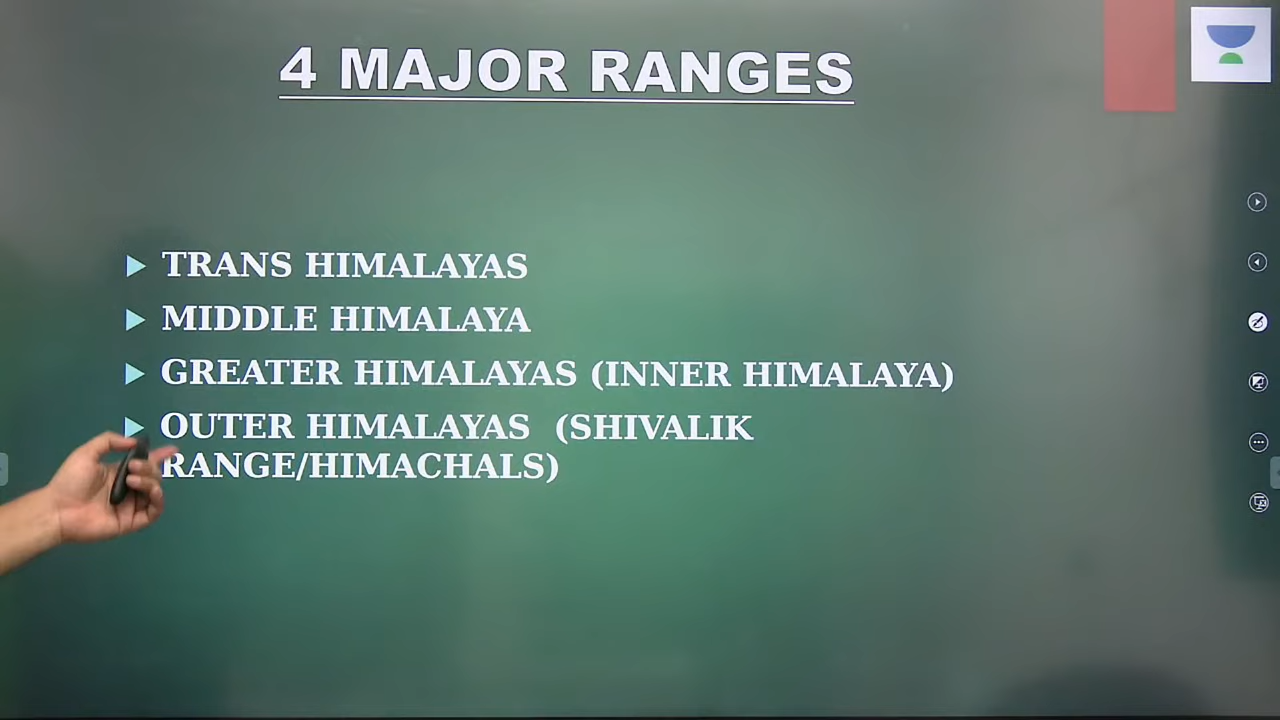 4 MAJOR RANGES
TRANS HIMALAYAS
MIDDLE HIMALAYA
GREATER HIMALAYAS (INNER HIMALAYA)
OUTER HIMALAYAS (SHIVALIK
RANGE/HIMACHALS)